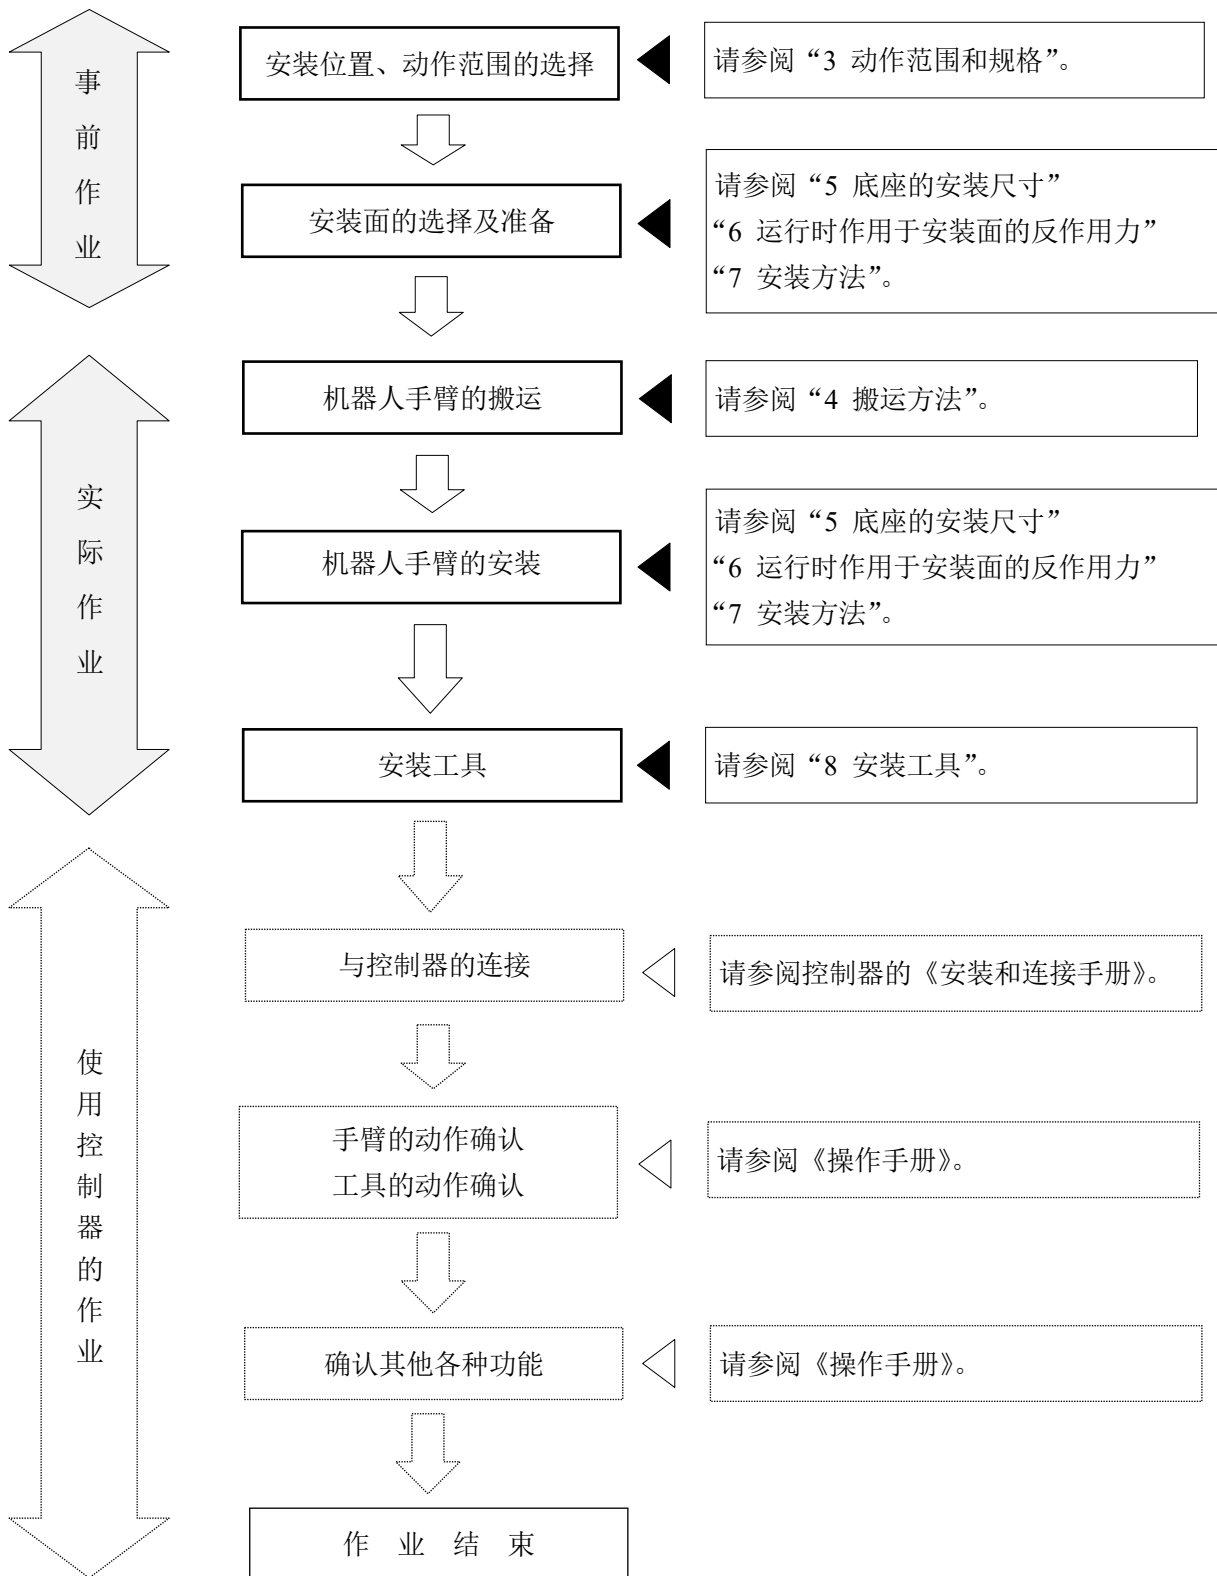 事前作业
安装位置、动作范围的选择
请参阅“3 动作范围和规格”。
安装面的选择及准备
请参阅“5 底座的安装尺寸”
“6 运行时作用于安装面的反作用力”
“7 安装方法”。
实际作业
机器人手臂的搬运
请参阅“4 搬运方法”。
机器人手臂的安装
请参阅“5 底座的安装尺寸”
“6 运行时作用于安装面的反作用力”
“7 安装方法”。
安装工具
请参阅“8 安装工具”。
使用控制器的作业
与控制器的连接
请参阅控制器的《安装和连接手册》。
手臂的动作确认
工具的动作确认
请参阅《操作手册》。
确认其他各种功能
请参阅《操作手册》。
作 业 结 束